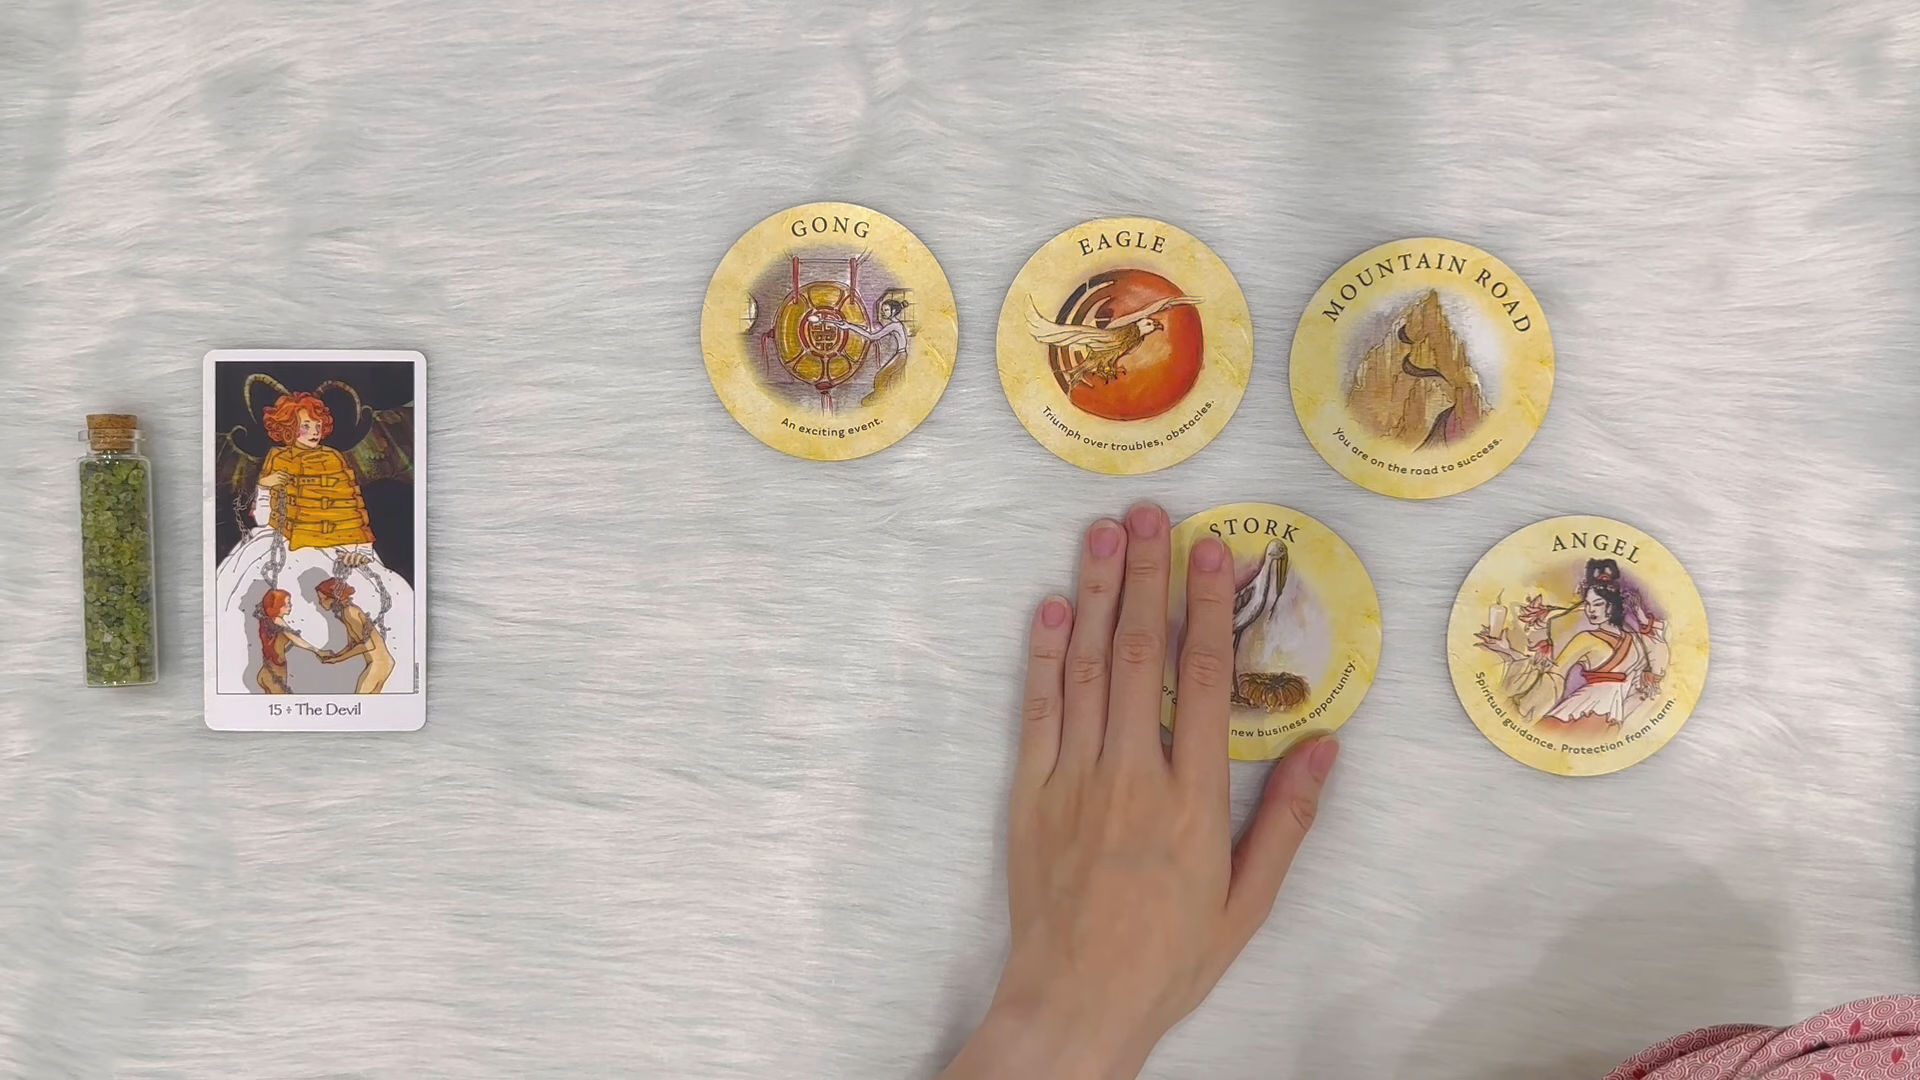 GONG
An exciting event.
EAGLE
Triumph over troubles, obstacles.
MOUNTAIN ROAD
You are on the road to success.
15 ÷ The Devil
STORK
of
new business opportunity.
ANGEL
Spiritual guidance. Protection from harm.